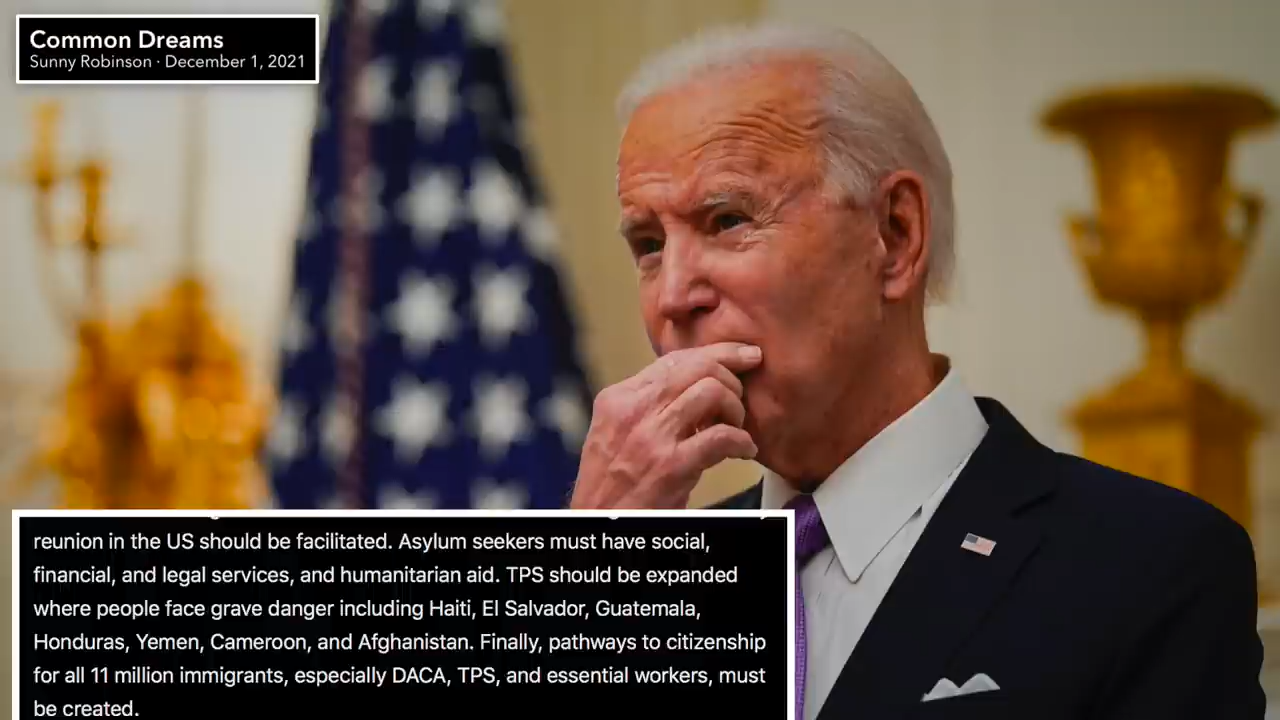 Common Dreams
Sunny Robinson · December 1, 2021
reunion in the US should be facilitated. Asylum seekers must have social,
financial, and legal services, and humanitarian aid. TPS should be expanded
where people face grave danger including Haiti, El Salvador, Guatemala,
Honduras, Yemen, Cameroon, and Afghanistan. Finally, pathways to citizenship
for all 11 million immigrants, especially DACA, TPS, and essential workers, must
be created.